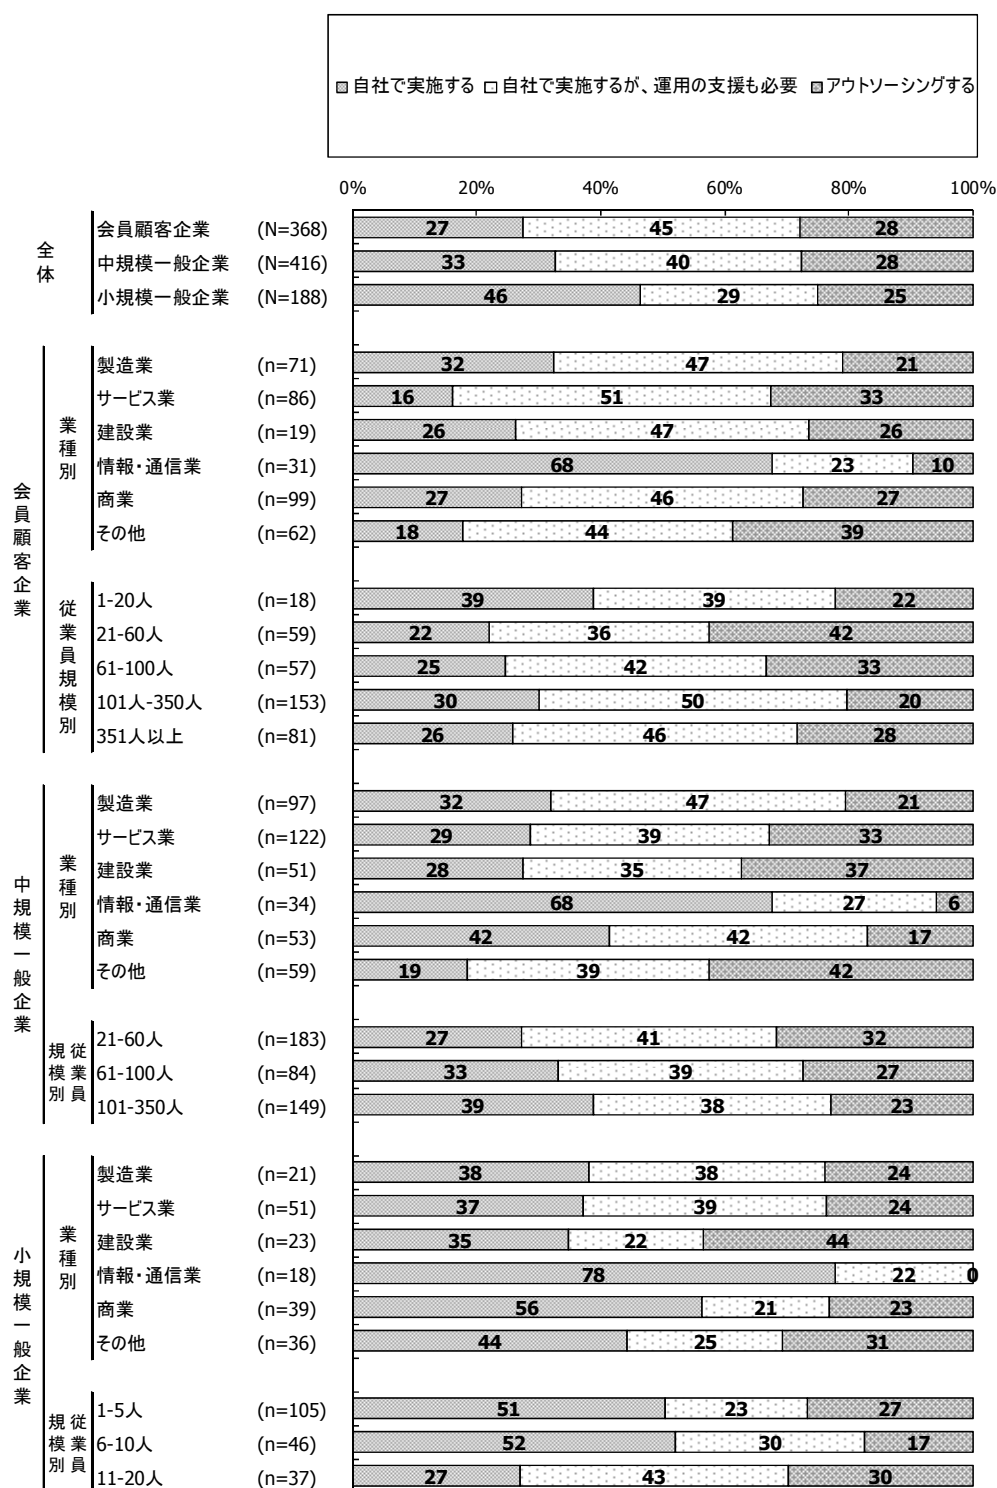 自社で実施する 自社で実施するが、運用の支援も必要 アウトソーシングする
0% 20% 40% 60% 80% 100%
全体
会員顧客企業 (N=368) 27 45 28
中規模一般企業 (N=416) 33 40 28
小規模一般企業 (N=188) 46 29 25
会員顧客企業
業種別
製造業 (n=71) 32 47 21
サービス業 (n=86) 16 51 33
建設業 (n=19) 26 47 26
情報・通信業 (n=31) 68 23 10
商業 (n=99) 27 46 27
その他 (n=62) 18 44 39
従業員規模別
1-20人 (n=18) 39 39 22
21-60人 (n=59) 22 36 42
61-100人 (n=57) 25 42 33
101人-350人 (n=153) 30 50 20
351人以上 (n=81) 26 46 28
中規模一般企業
業種別
製造業 (n=97) 32 47 21
サービス業 (n=122) 29 39 33
建設業 (n=51) 28 35 37
情報・通信業 (n=34) 68 27 6
商業 (n=53) 42 42 17
その他 (n=59) 19 39 42
従業員規模別
21-60人 (n=183) 27 41 32
61-100人 (n=84) 33 39 27
101-350人 (n=149) 39 38 23
小規模一般企業
業種別
製造業 (n=21) 38 38 24
サービス業 (n=51) 37 39 24
建設業 (n=23) 35 22 44
情報・通信業 (n=18) 78 22 0
商業 (n=39) 56 21 23
その他 (n=36) 44 25 31
従業員規模別
1-5人 (n=105) 51 23 27
6-10人 (n=46) 52 30 17
11-20人 (n=37) 27 43 30